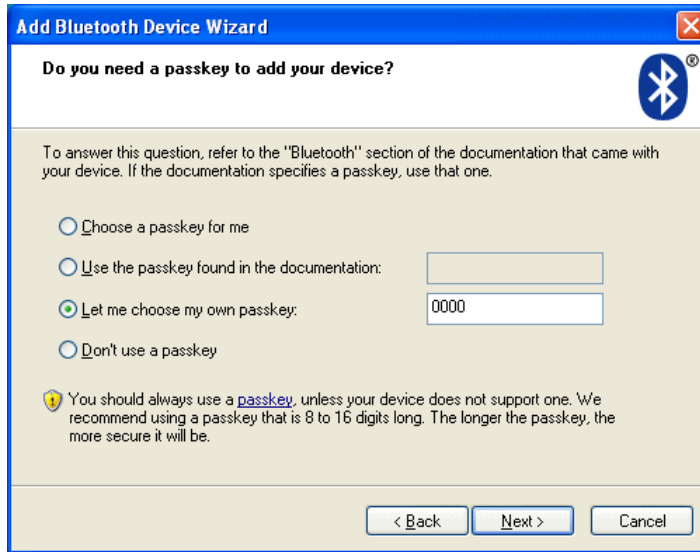 Add Bluetooth Device Wizard
Do you need a passkey to add your device?
®
To answer this question, refer to the "Bluetooth" section of the documentation that came with
your device. If the documentation specifies a passkey, use that one.
Choose a passkey for me
Use the passkey found in the documentation:
Let me choose my own passkey: 0000
Don't use a passkey
You should always use a passkey, unless your device does not support one. We
recommend using a passkey that is 8 to 16 digits long. The longer the passkey, the
more secure it will be.
< Back Next > Cancel